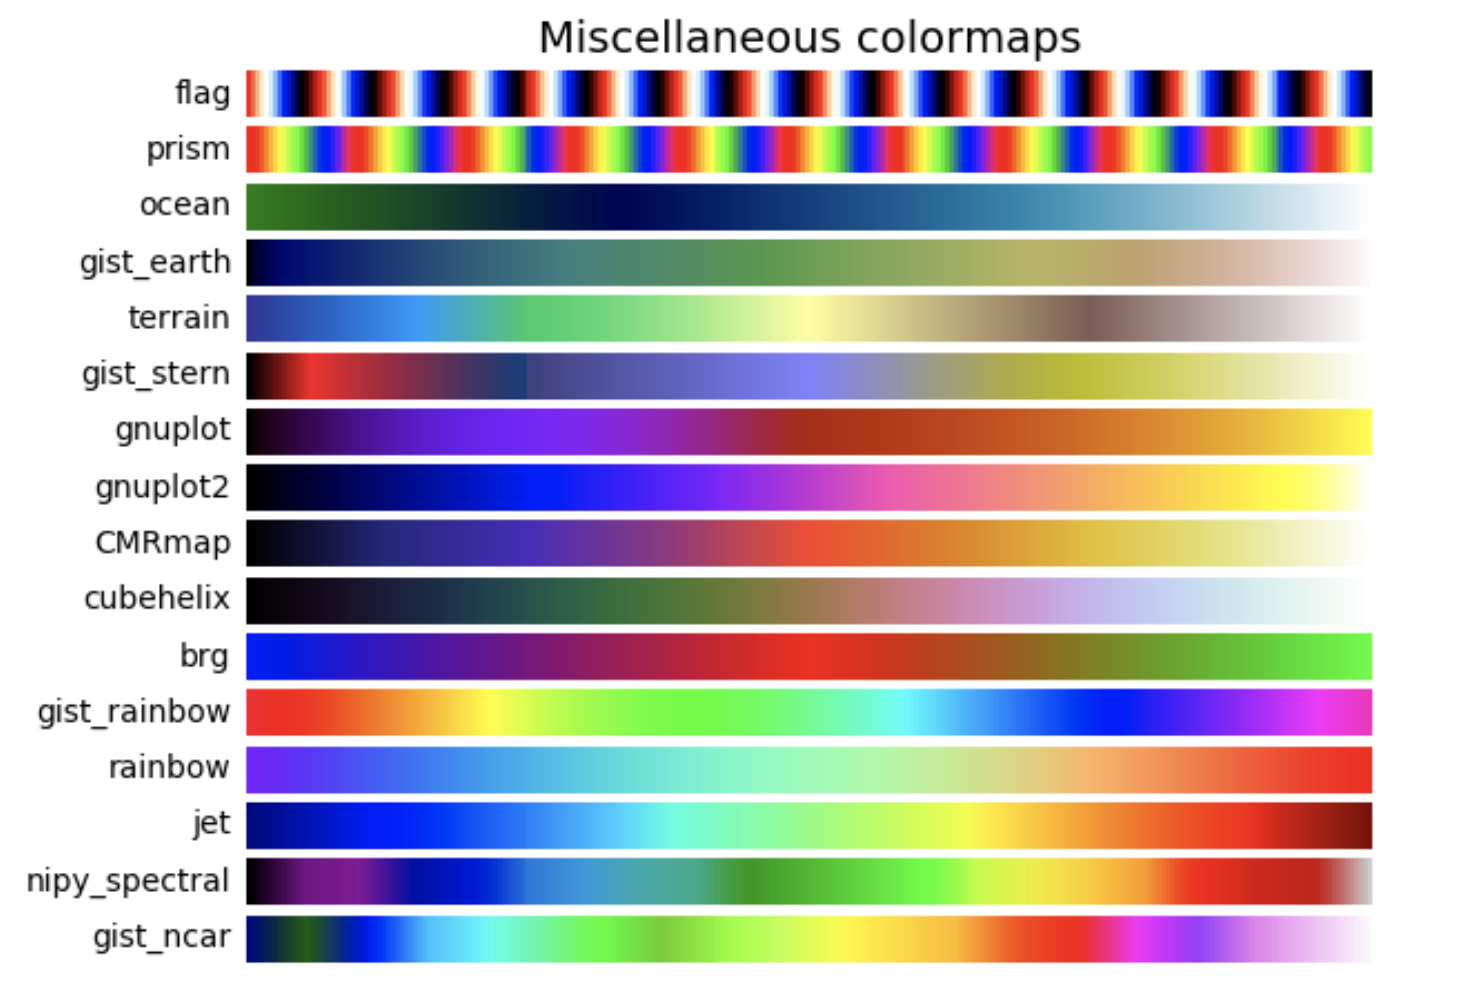 Miscellaneous colormaps
flag
prism
ocean
gist_earth
terrain
gist_stern
gnuplot
gnuplot2
CMRmap
cubehelix
brg
gist_rainbow
rainbow
jet
nipy_spectral
gist_ncar